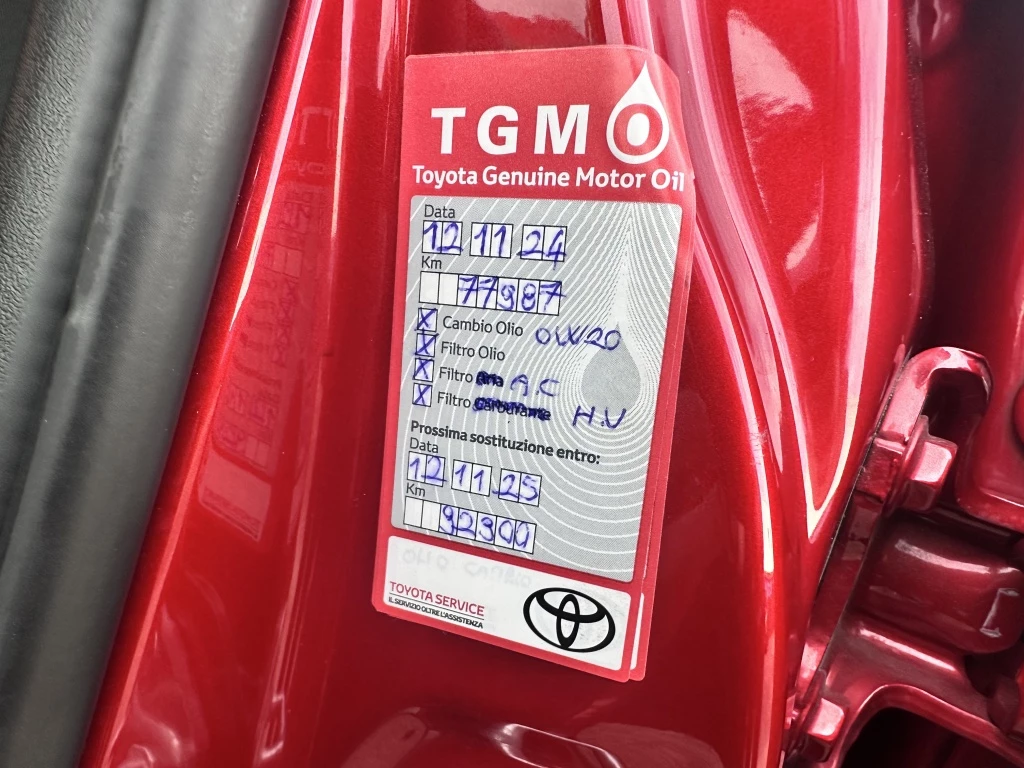 TGMO
Toyota Genuine Motor Oil
Data
12 11 24
Km
77987
X Cambio Olio 0W20
X Filtro Olio
X Filtro A.C
X Filtro H.V
Prossima sostituzione entro:
Data
12 11 25
Km
92900
TOYOTA SERVICE
IL SERVIZIO OLTRE L'ASSISTENZA